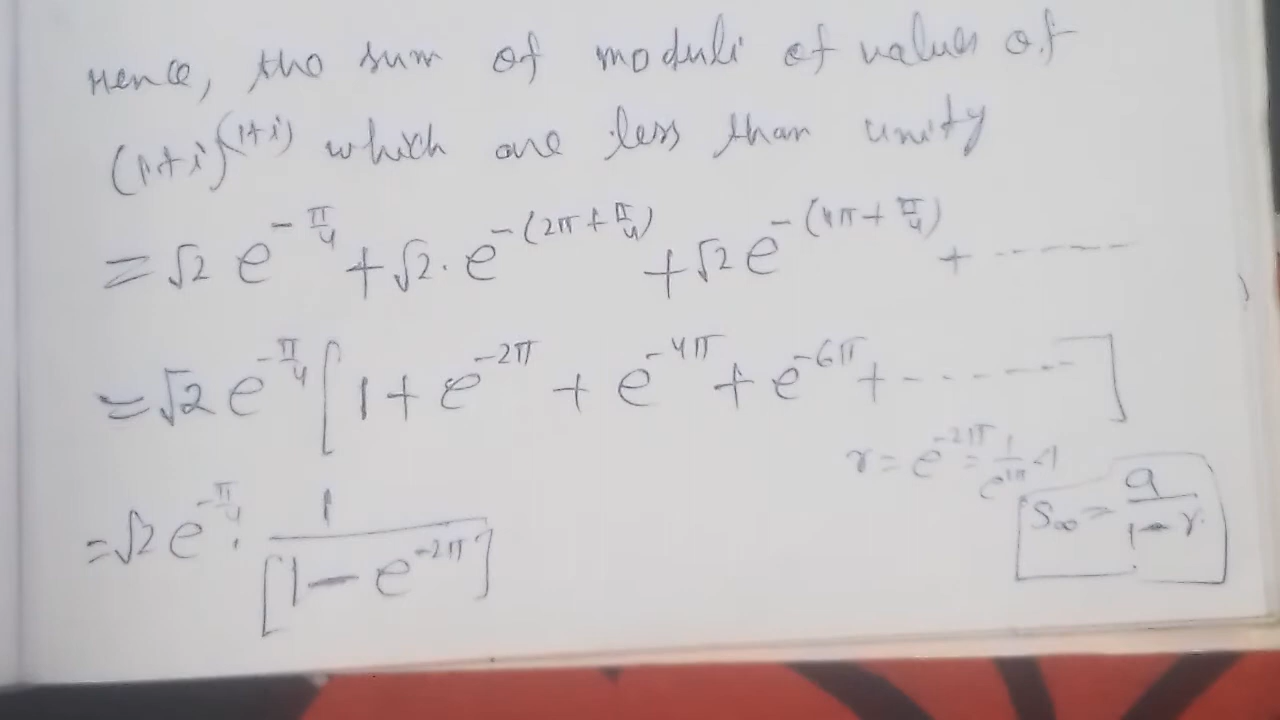 Hence, the sum of moduli of values of
(1+i)^(1+i) which are less than unity
= √2 e^{-π/4} + √2 · e^{-(2π + π/4)} + √2 e^{-(4π + π/4)} + -------
= √2 e^{-π/4} [1 + e^{-2π} + e^{-4π} + e^{-6π} + -------]
r = e^{-2π} = 1/e^{2π} < 1
= √2 e^{-π/4} · 1/[1 - e^{-2π}]
S∞ = a/(1 - r)